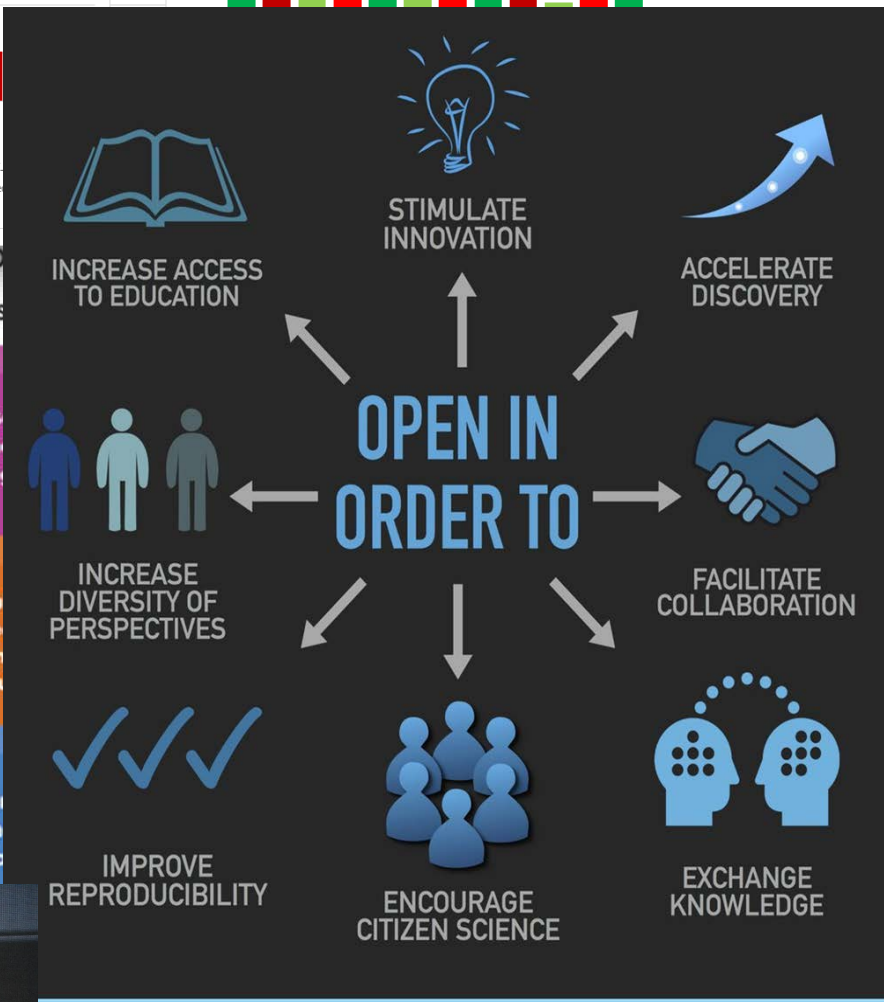 STIMULATE
INNOVATION
INCREASE ACCESS
TO EDUCATION
ACCELERATE
DISCOVERY
OPEN IN
ORDER TO
INCREASE
DIVERSITY OF
PERSPECTIVES
FACILITATE
COLLABORATION
IMPROVE
REPRODUCIBILITY
ENCOURAGE
CITIZEN SCIENCE
EXCHANGE
KNOWLEDGE